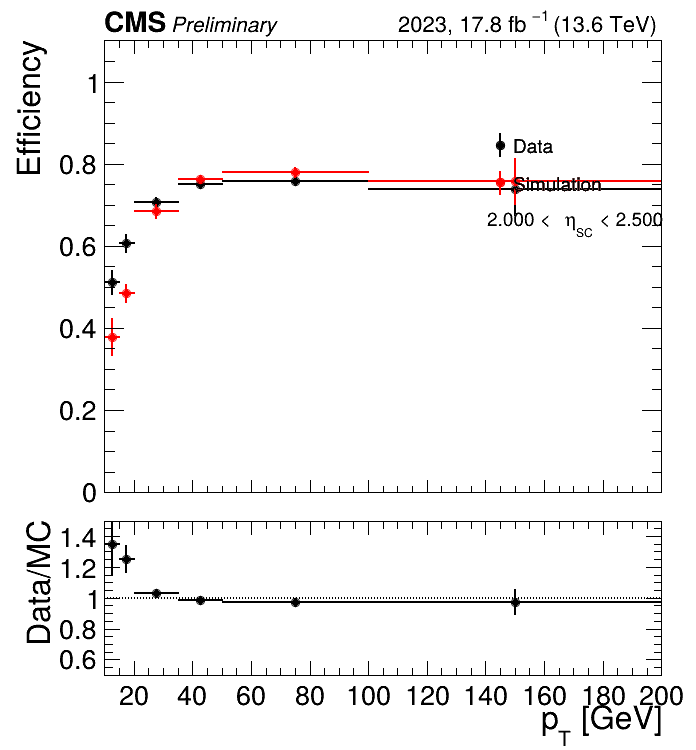 CMS Preliminary 2023, 17.8 fb⁻¹ (13.6 TeV)
Efficiency
1
0.8
0.6
0.4
0.2
0
Data
Simulation
2.000 < η_SC < 2.500
Data/MC
1.4
1.2
1
0.8
0.6
20 40 60 80 100 120 140 160 180 200
p_T [GeV]